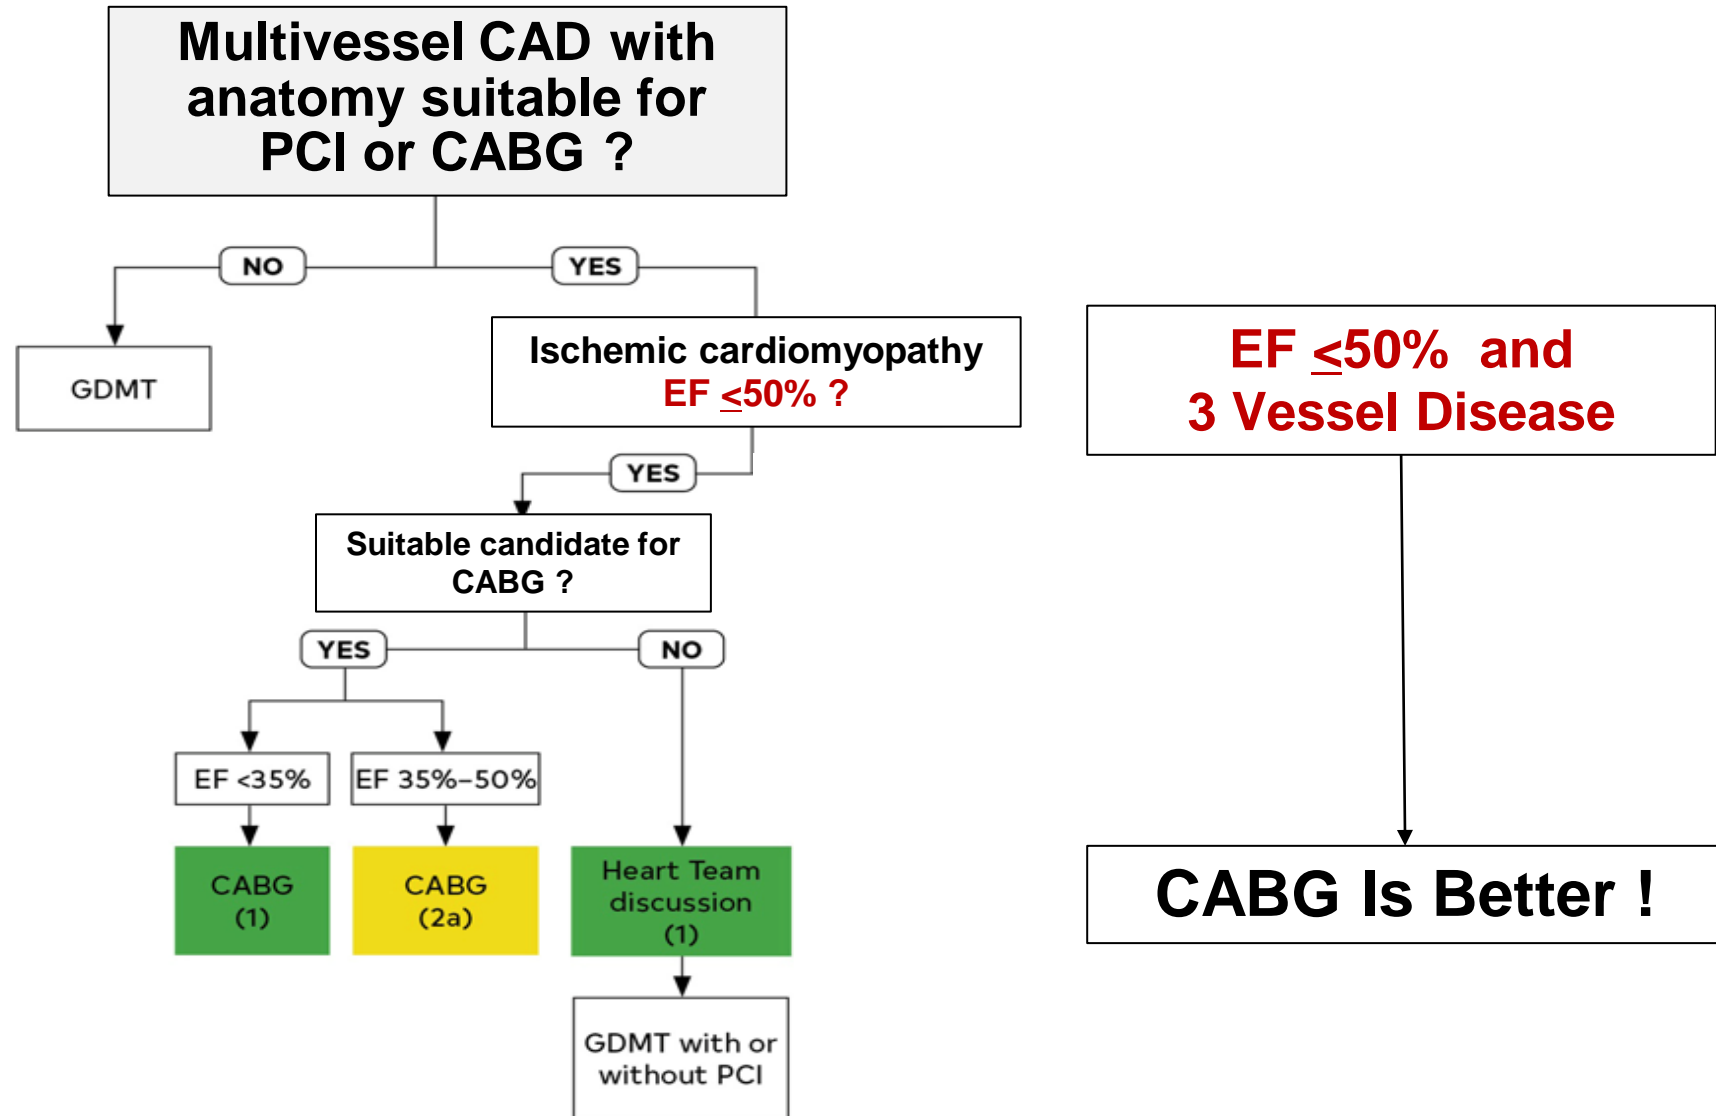 Multivessel CAD with
anatomy suitable for
PCI or CABG ?
NO
YES
GDMT
Ischemic cardiomyopathy
EF ≤50% ?
YES
Suitable candidate for
CABG ?
YES
NO
EF <35%
EF 35%–50%
CABG
(1)
CABG
(2a)
Heart Team
discussion
(1)
GDMT with or
without PCI
EF ≤50% and
3 Vessel Disease
CABG Is Better !